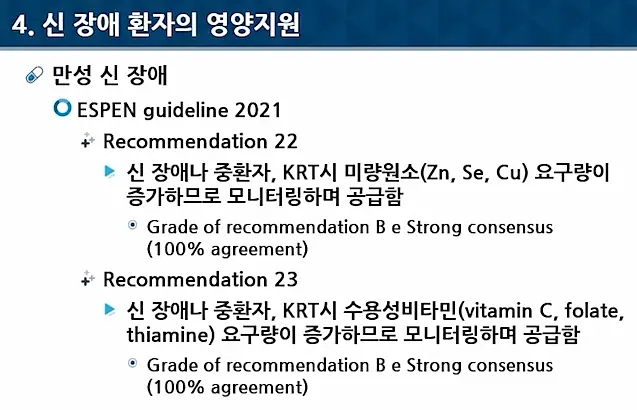 4. 신 장애 환자의 영양지원
만성 신 장애
ESPEN guideline 2021
Recommendation 22
신 장애나 중환자, KRT시 미량원소(Zn, Se, Cu) 요구량이
증가하므로 모니터링하며 공급함
Grade of recommendation B e Strong consensus
(100% agreement)
Recommendation 23
신 장애나 중환자, KRT시 수용성비타민(vitamin C, folate,
thiamine) 요구량이 증가하므로 모니터링하며 공급함
Grade of recommendation B e Strong consensus
(100% agreement)